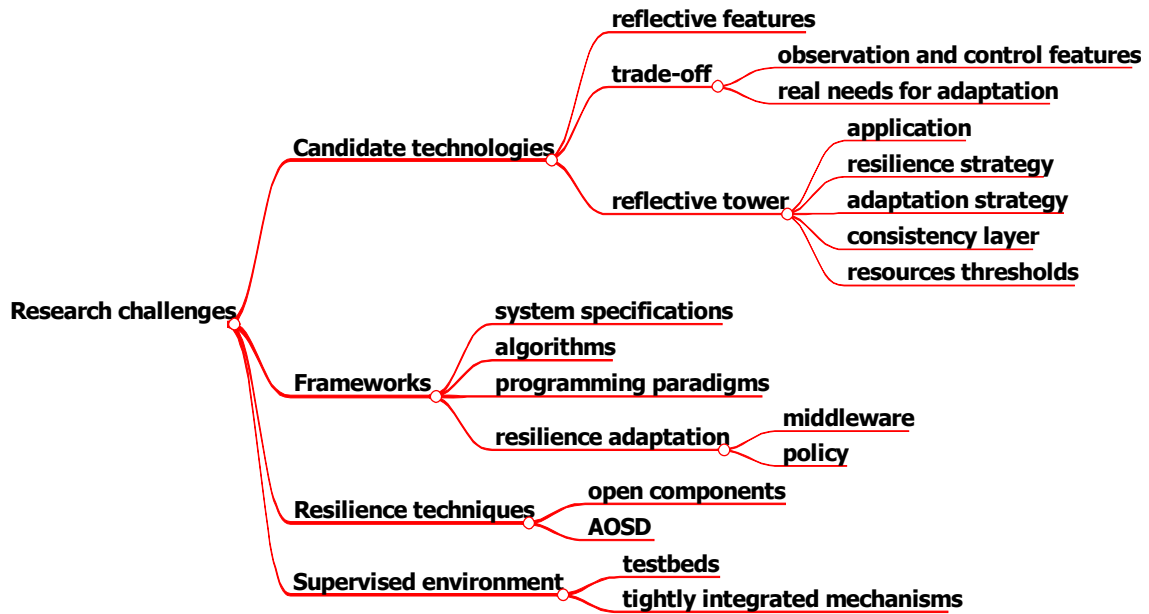 Research challenges
Candidate technologies
reflective features
trade-off
observation and control features
real needs for adaptation
reflective tower
application
resilience strategy
adaptation strategy
consistency layer
resources thresholds
Frameworks
system specifications
algorithms
programming paradigms
resilience adaptation
middleware
policy
Resilience techniques
open components
AOSD
Supervised environment
testbeds
tightly integrated mechanisms